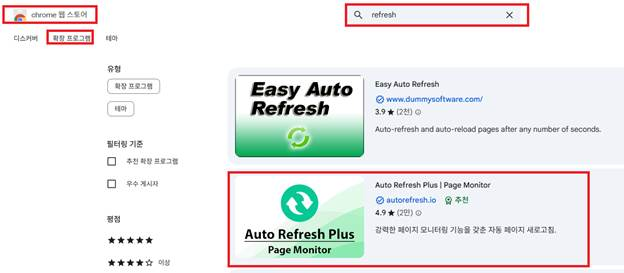 chrome 웹 스토어
refresh
디스커버 확장 프로그램 테마
유형
확장 프로그램
테마
필터링 기준
추천 확장 프로그램
우수 게시자
평점
이상
Easy Auto
Refresh
Easy Auto Refresh
www.dummysoftware.com/
3.9 ★ (2천)
Auto-refresh and auto-reload pages after any number of seconds.
Auto Refresh Plus
Page Monitor
Auto Refresh Plus | Page Monitor
autorefresh.io 추천
4.9 ★ (2만)
강력한 페이지 모니터링 기능을 갖춘 자동 페이지 새로고침.